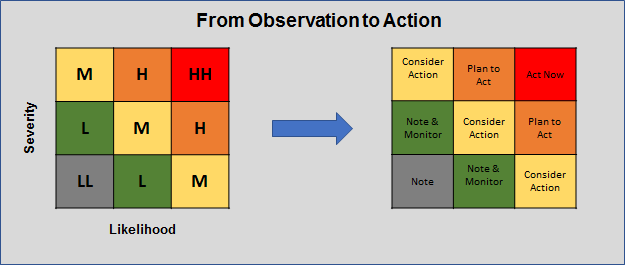 From Observation to Action
Severity
M H HH
L M H
LL L M
Likelihood
Consider
Action
Plan to
Act
Act Now
Note &
Monitor
Consider
Action
Plan to
Act
Note
Note &
Monitor
Consider
Action